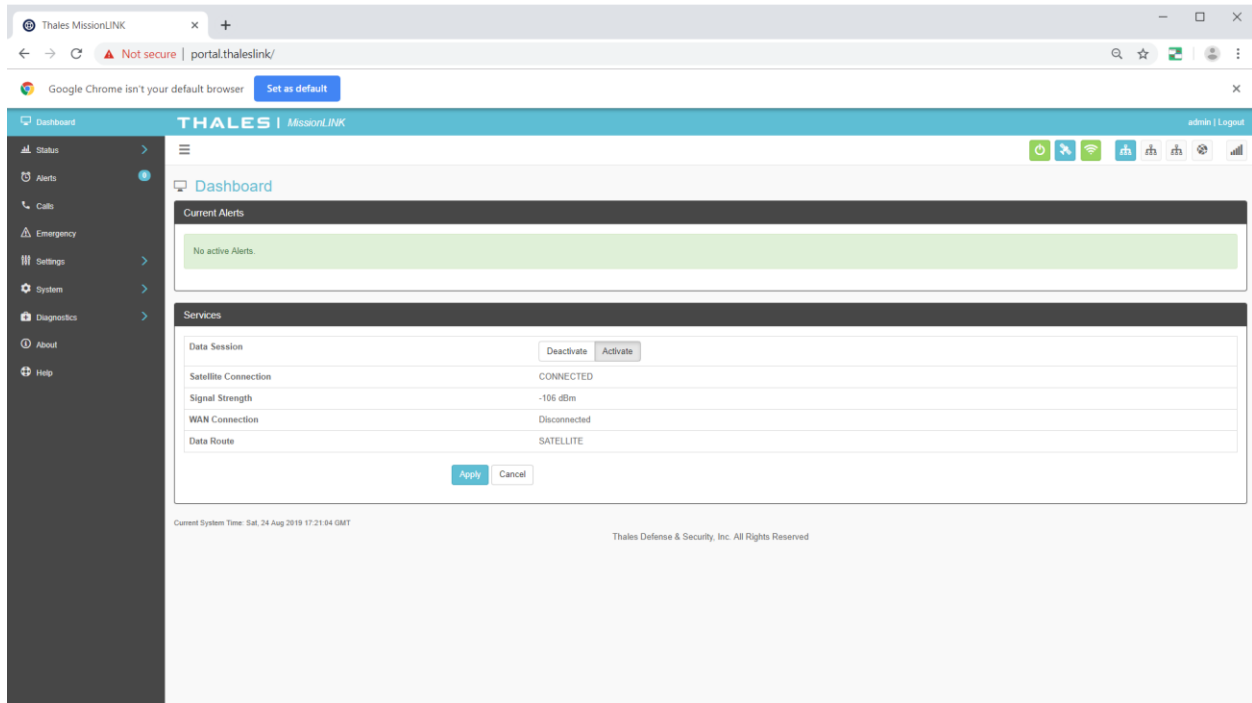 Thales MissionLINK
Not secure | portal.thaleslink/
Google Chrome isn't your default browser Set as default
Dashboard THALES | MissionLINK admin | Logout
Status
Alerts 0
Calls
Emergency
Settings
System
Diagnostics
About
Help
Dashboard
Current Alerts
No active Alerts.
Services
Data Session Deactivate Activate
Satellite Connection CONNECTED
Signal Strength -106 dBm
WAN Connection Disconnected
Data Route SATELLITE
Apply Cancel
Current System Time: Sat, 24 Aug 2019 17:21:04 GMT
Thales Defense & Security, Inc. All Rights Reserved